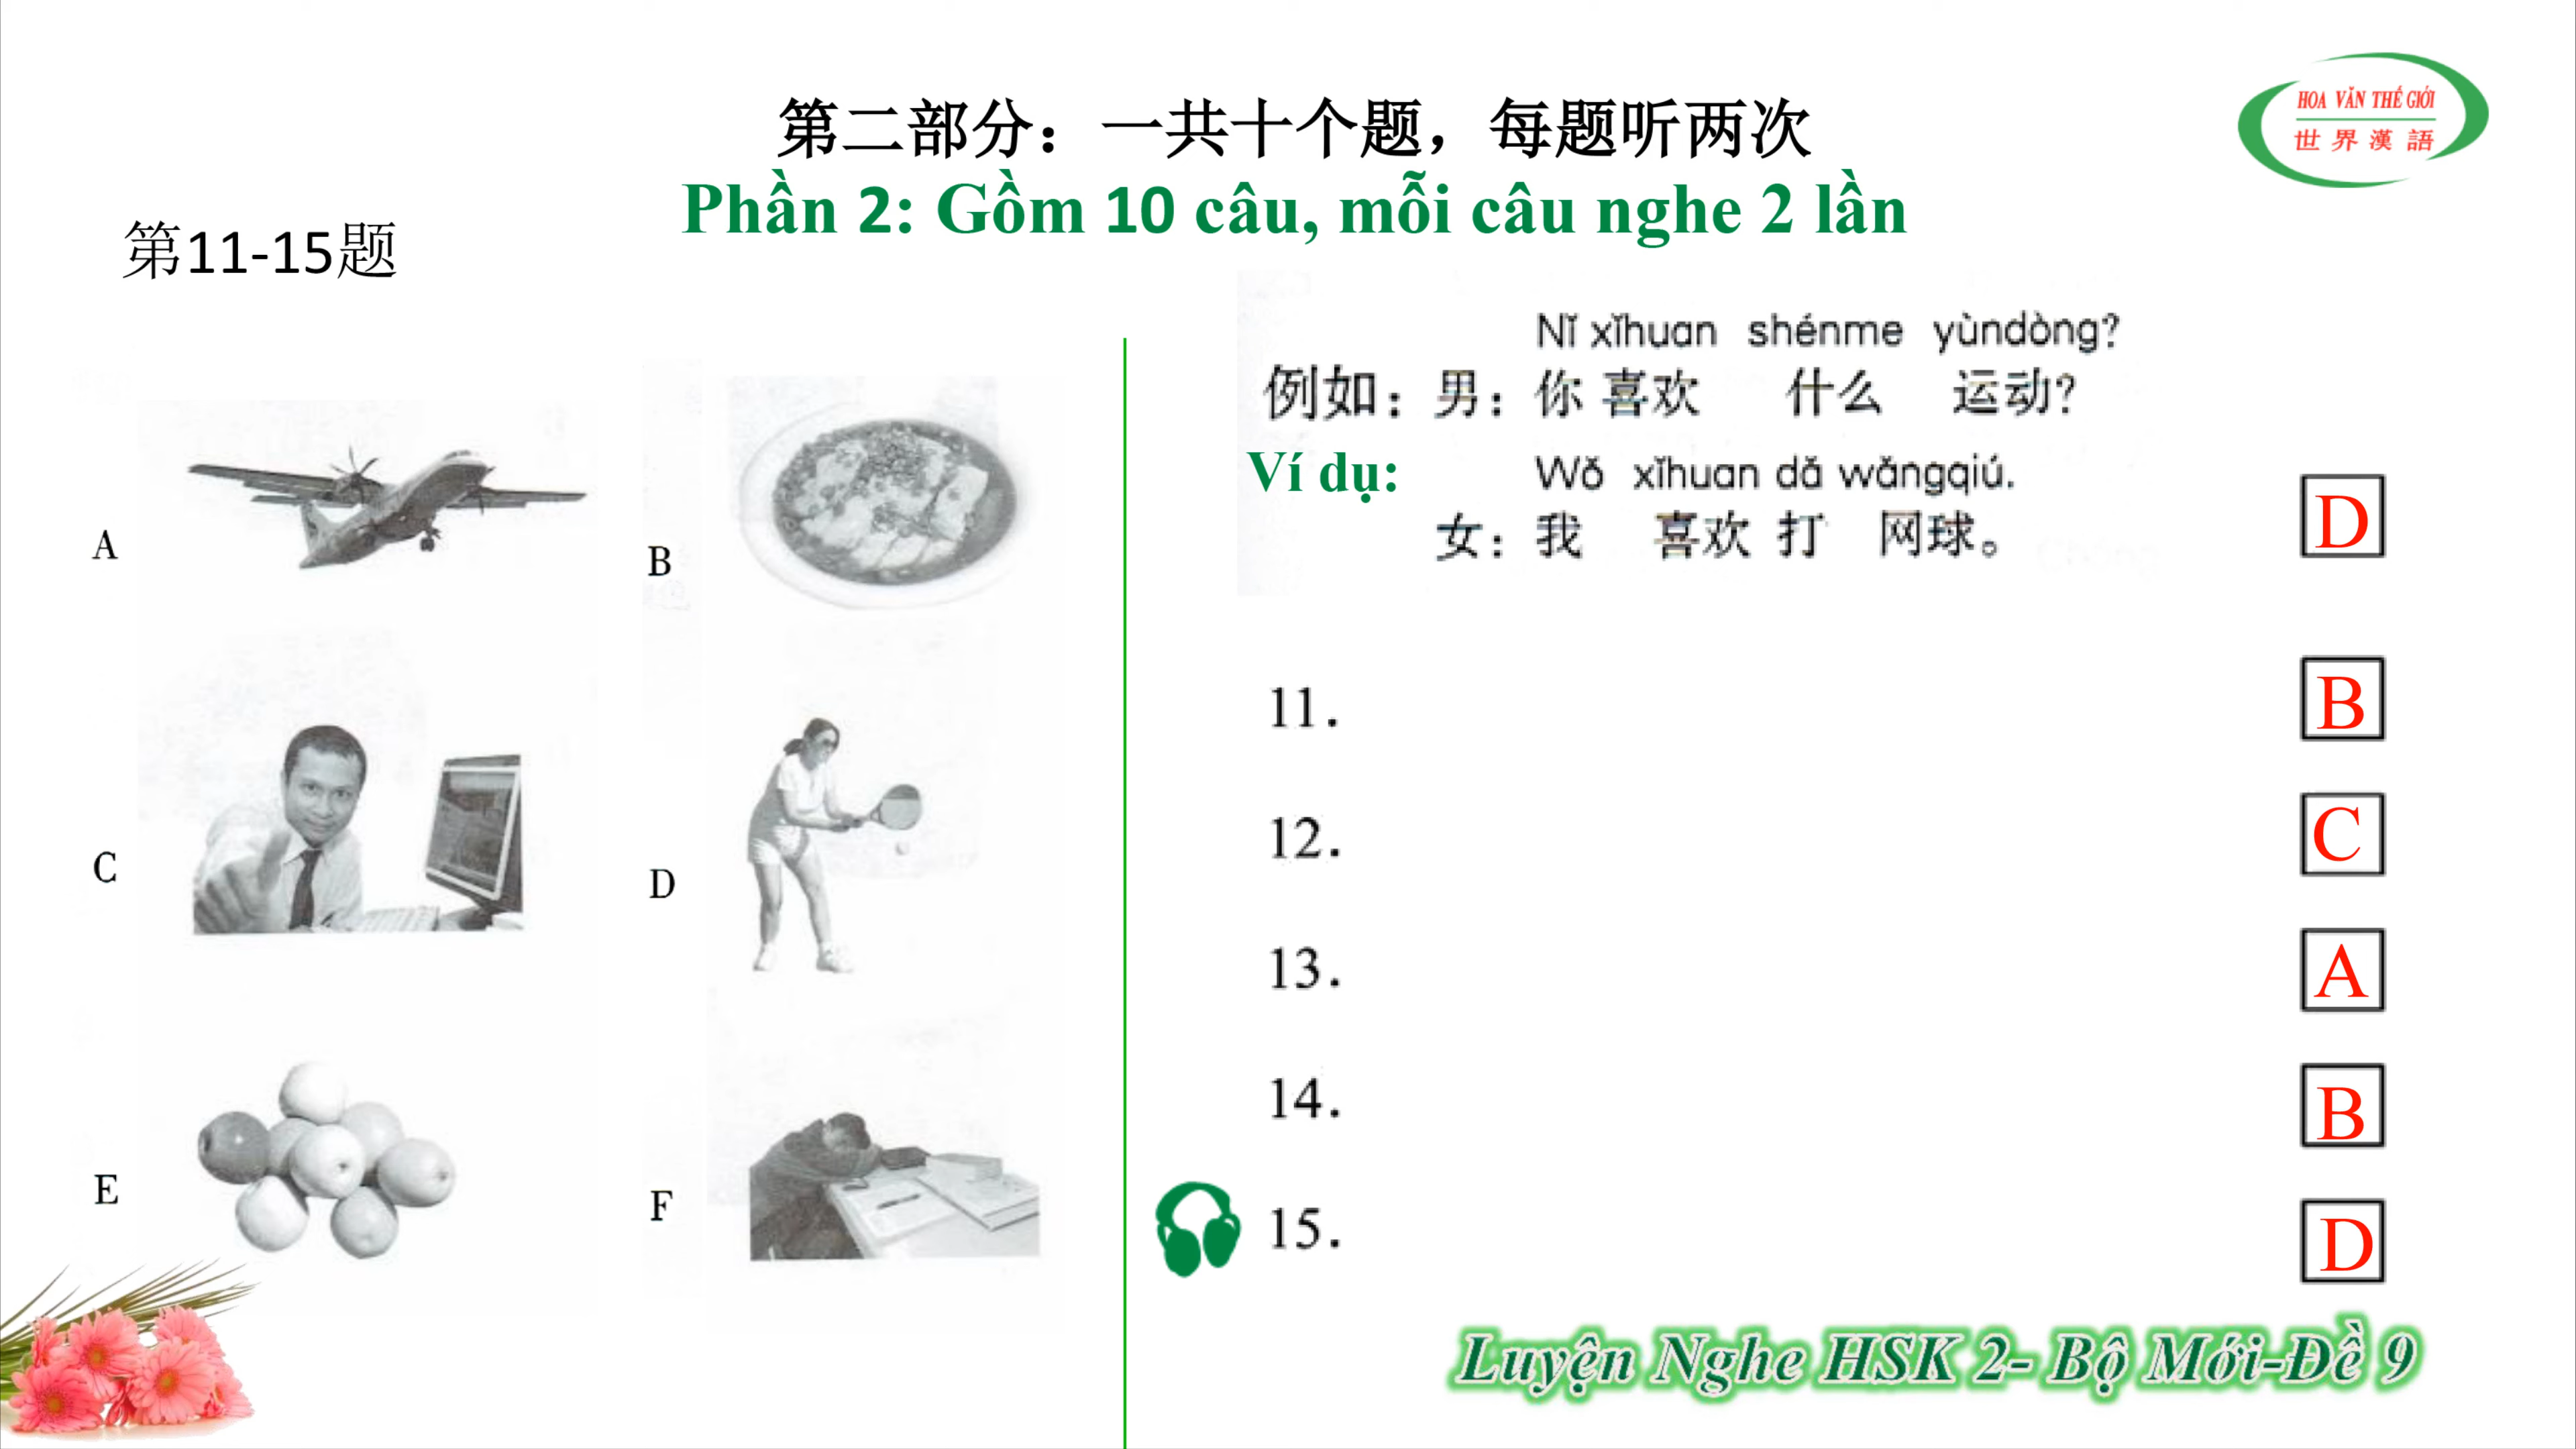 HOA VĂN THẾ GIỚI
世界漢語
第二部分：一共十个题，每题听两次
Phần 2: Gồm 10 câu, mỗi câu nghe 2 lần
第11-15题
A
B
C
D
E
F
Nǐ xǐhuan shénme yùndòng?
例如：男：你喜欢什么运动？
Ví dụ:
Wǒ xǐhuan dǎ wǎngqiú.
女：我喜欢打网球。
D
11.
B
12.
C
13.
A
14.
B
15.
D
Luyện Nghe HSK 2- Bộ Mới-Đề 9